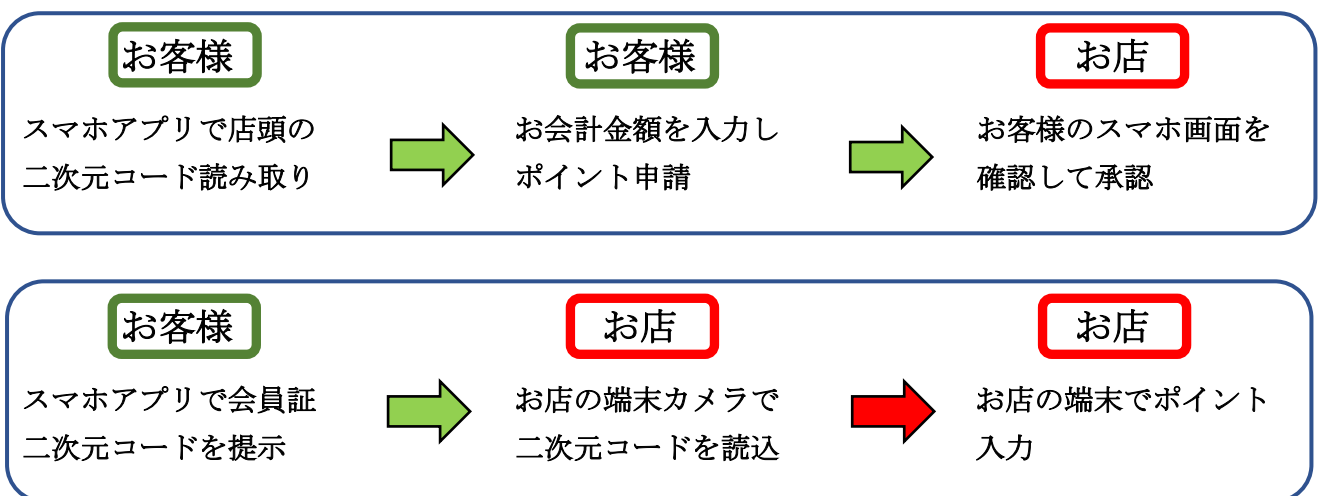 お客様
スマホアプリで店頭の
二次元コード読み取り
お客様
お会計金額を入力し
ポイント申請
お店
お客様のスマホ画面を
確認して承認
お客様
スマホアプリで会員証
二次元コードを提示
お店
お店の端末カメラで
二次元コードを読込
お店
お店の端末でポイント
入力